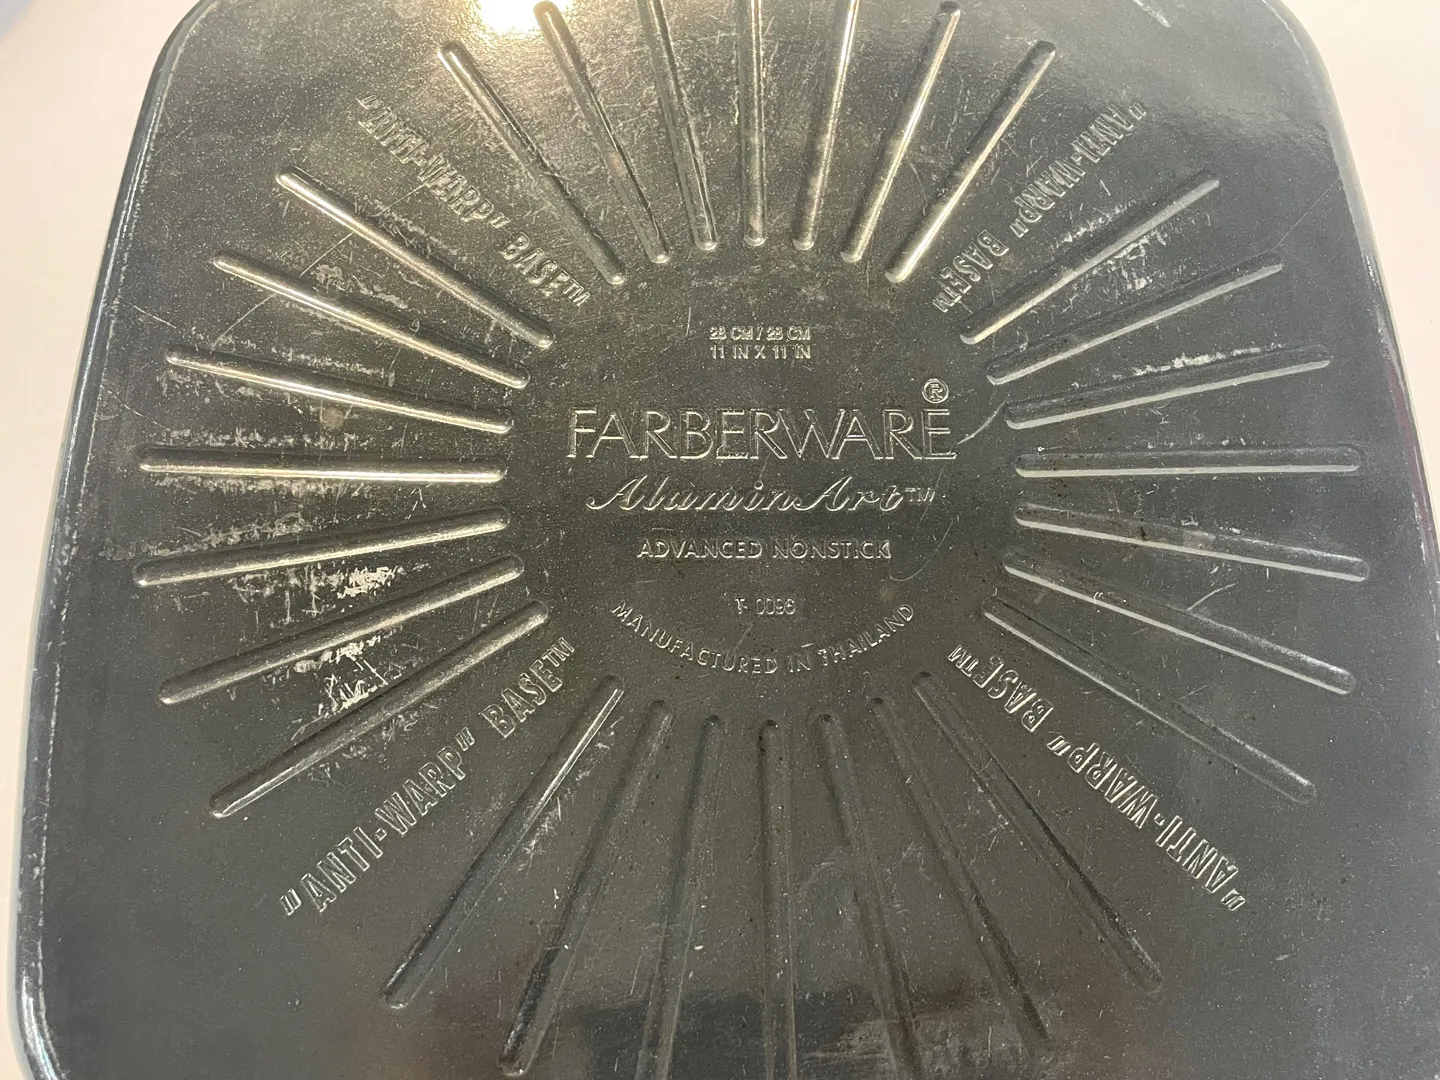 "ANTI-WARP" BASE™
"ANTI-WARP" BASE™
28 CM / 28 CM
11 IN X 11 IN
FARBERWARE®
AluminArt™
ADVANCED NONSTICK
T- 0096
MANUFACTURED IN THAILAND
"ANTI-WARP" BASE™
"ANTI-WARP" BASE™